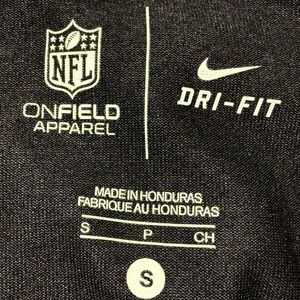 NFL
ONFIELD
APPAREL
DRI-FIT
MADE IN HONDURAS
FABRIQUE AU HONDURAS
S P CH
S